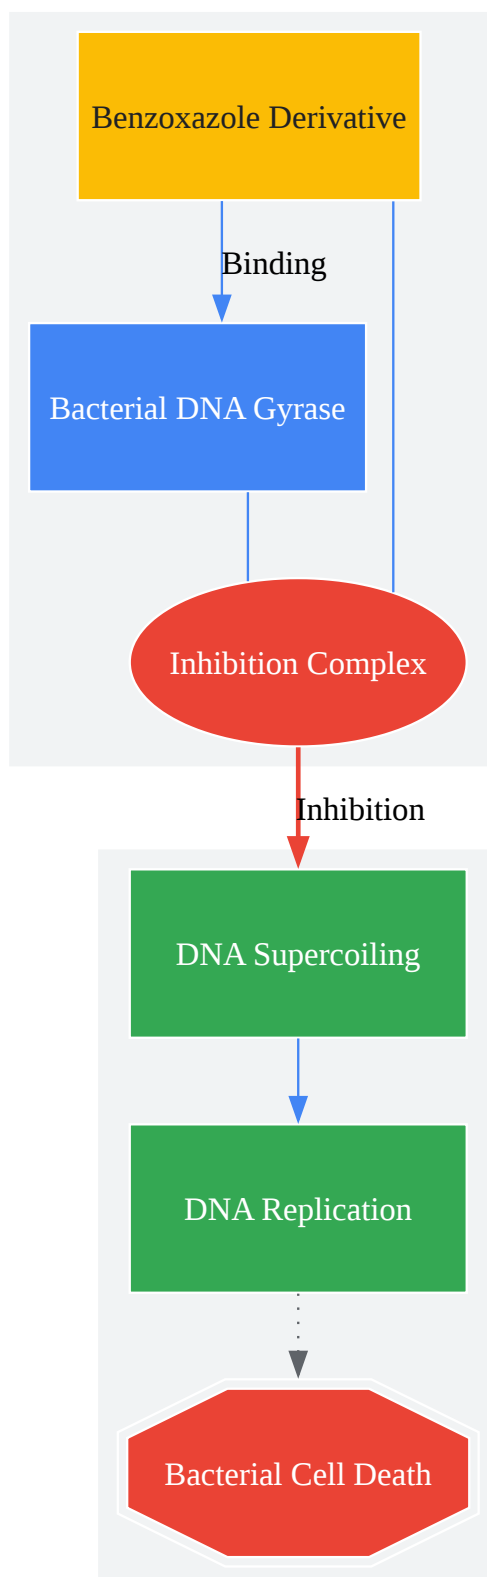 Benzoxazole Derivative
Binding
Bacterial DNA Gyrase
Inhibition Complex
Inhibition
DNA Supercoiling
DNA Replication
Bacterial Cell Death